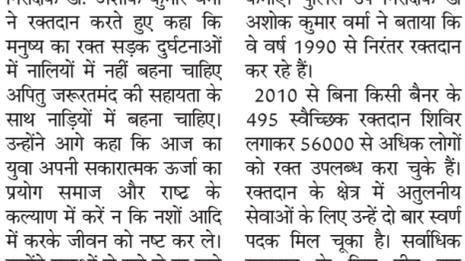 ने रक्तदान करते हुए कहा कि
मनुष्य का रक्त सड़क दुर्घटनाओं
में नालियों में नहीं बहना चाहिए
अपितु जरूरतमंद की सहायता के
साथ नाड़ियों में बहना चाहिए।
उन्होंने आगे कहा कि आज का
युवा अपनी सकारात्मक ऊर्जा का
प्रयोग समाज और राष्ट्र के
कल्याण में करें न कि नशों आदि
में करके जीवन को नष्ट कर ले।
अशोक कुमार वर्मा ने बताया कि
वे वर्ष 1990 से निरंतर रक्तदान
कर रहे हैं।
2010 से बिना किसी बैनर के
495 स्वैच्छिक रक्तदान शिविर
लगाकर 56000 से अधिक लोगों
को रक्त उपलब्ध करा चुके हैं।
रक्तदान के क्षेत्र में अतुलनीय
सेवाओं के लिए उन्हें दो बार स्वर्ण
पदक मिल चूका है। सर्वाधिक